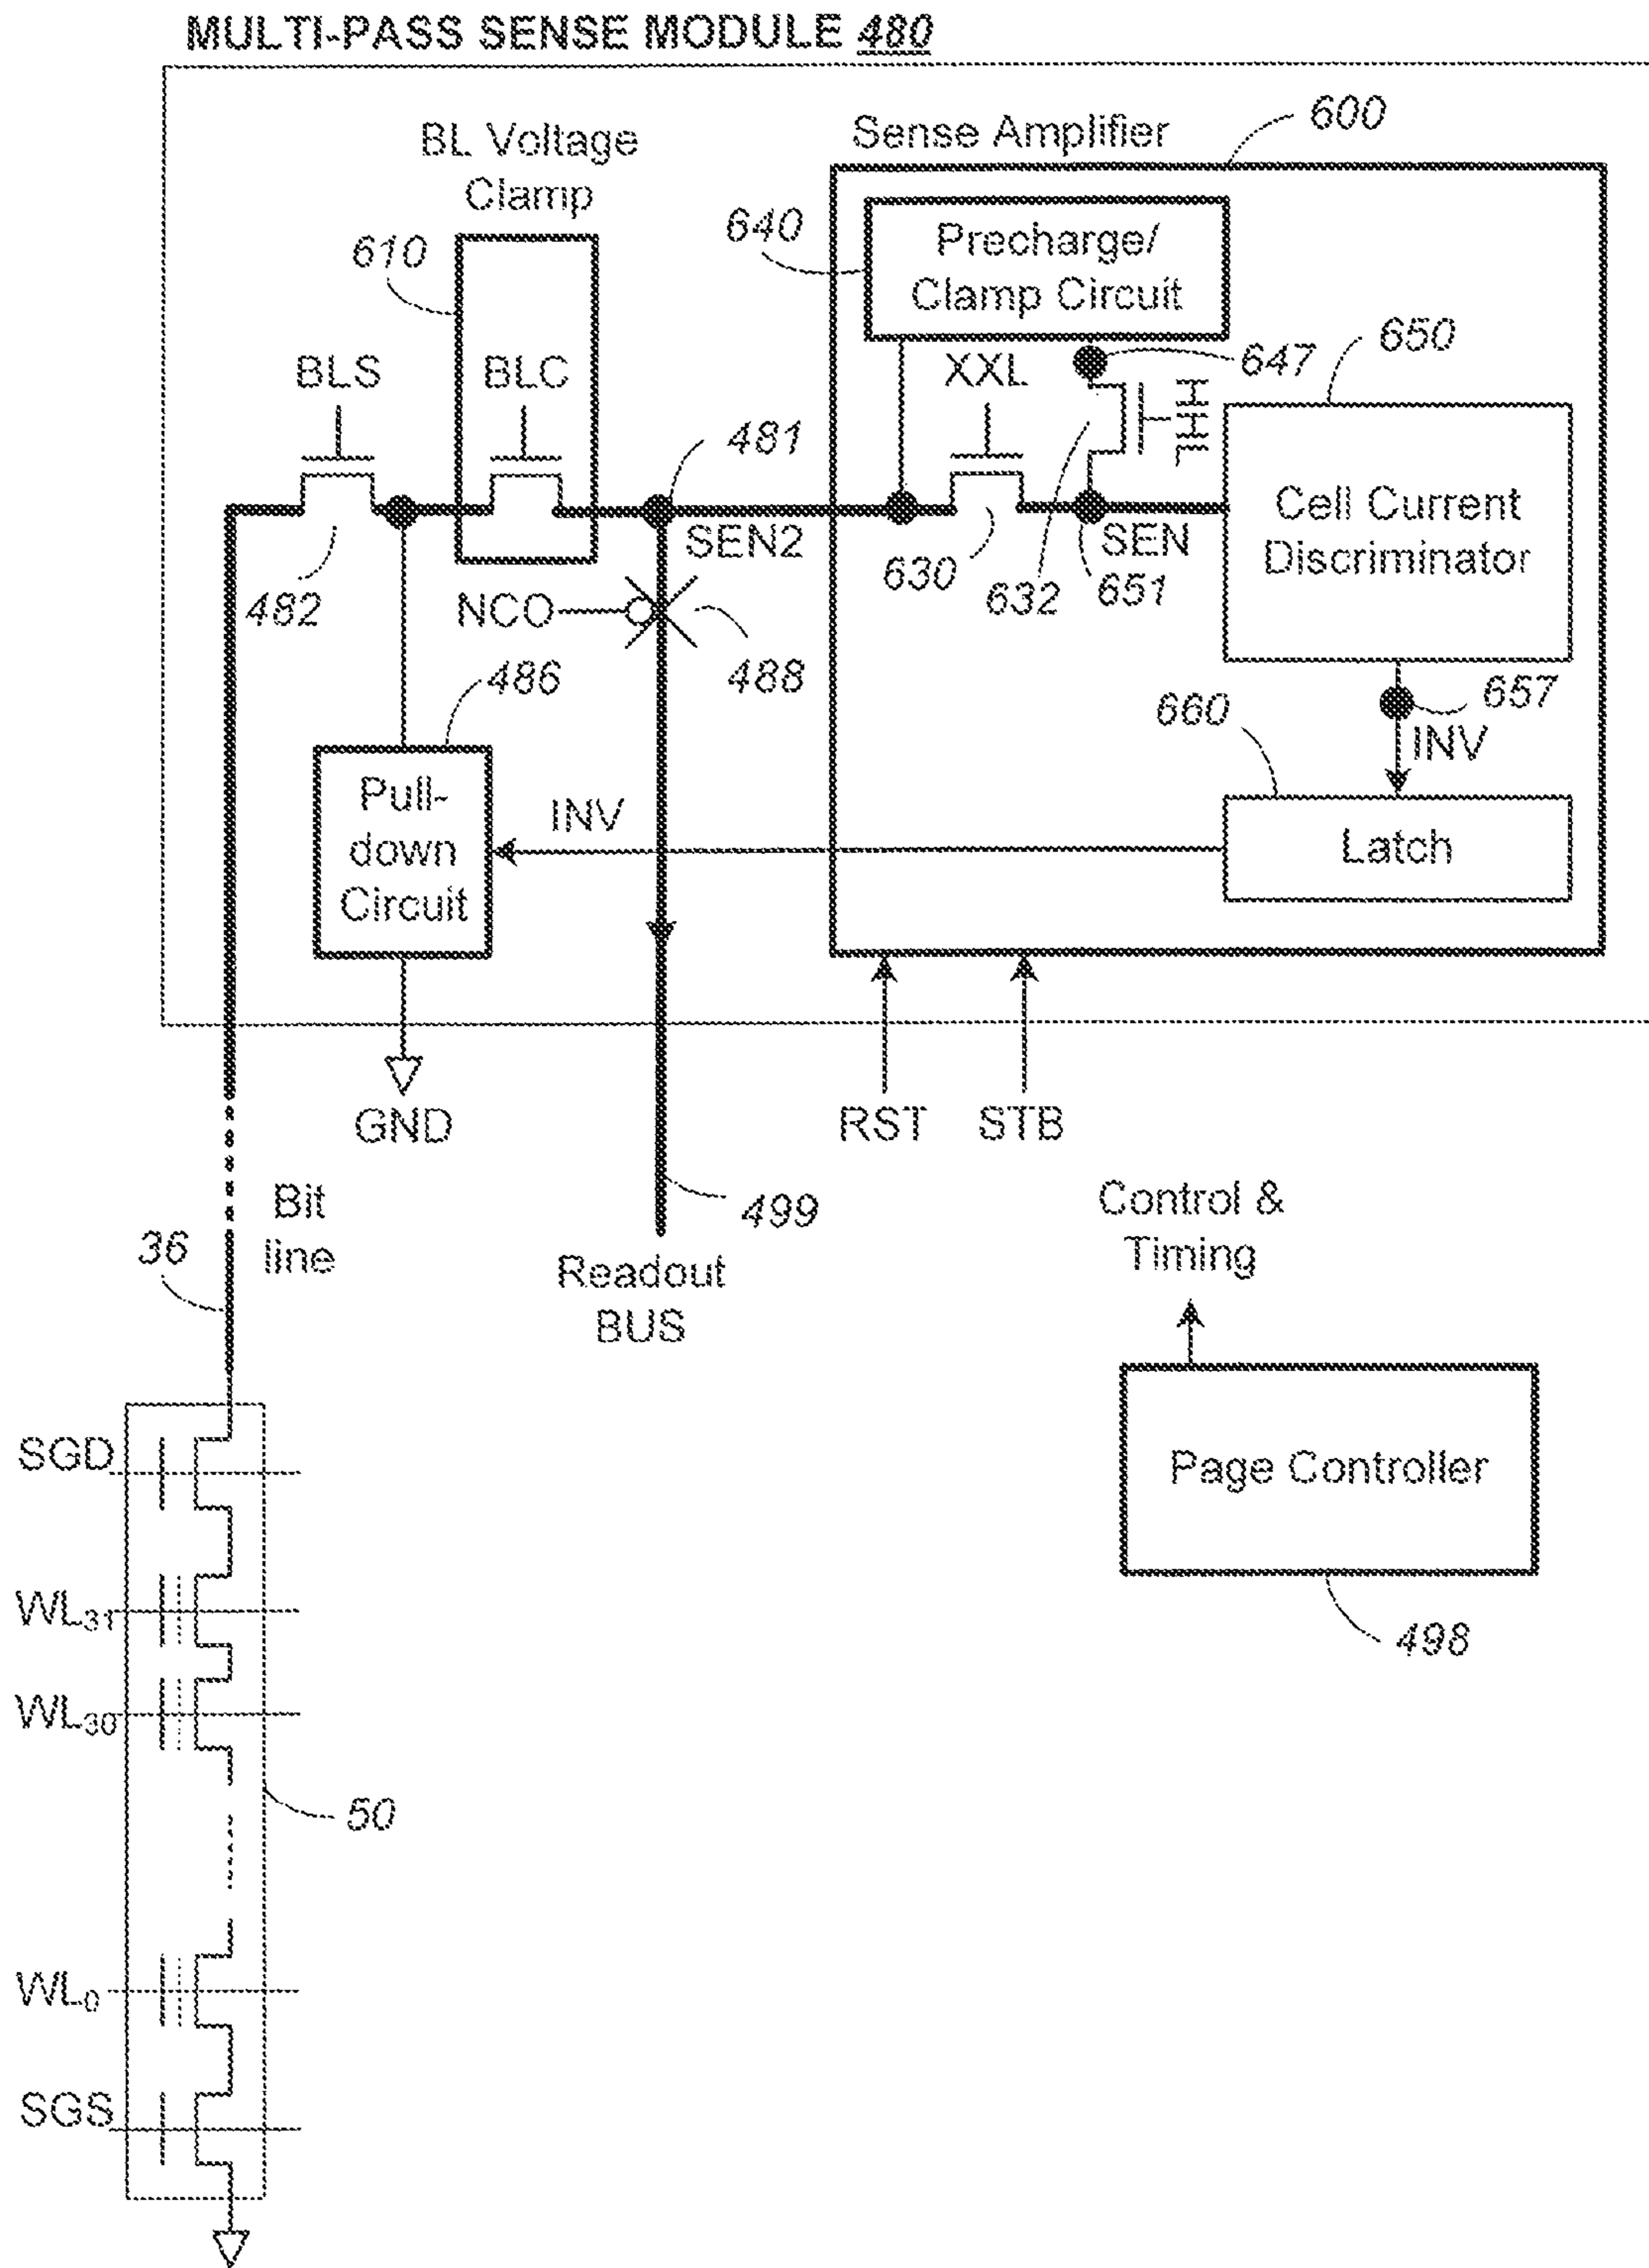 MULTI-PASS SENSE MODULE 480
BL Voltage
Clamp
Sense Amplifier
600
610
640
Precharge/
Clamp Circuit
BLS
BLC
XXL
647
HHL
650
481
482
SEN2
630
632
SEN
651
Cell Current
Discriminator
NCO
488
486
657
INV
660
Pull-
down
Circuit
INV
Latch
GND
RST
STB
499
Bit
line
36
Readout
BUS
Control &
Timing
Page Controller
498
SGD
WL31
WL30
50
WL0
SGS